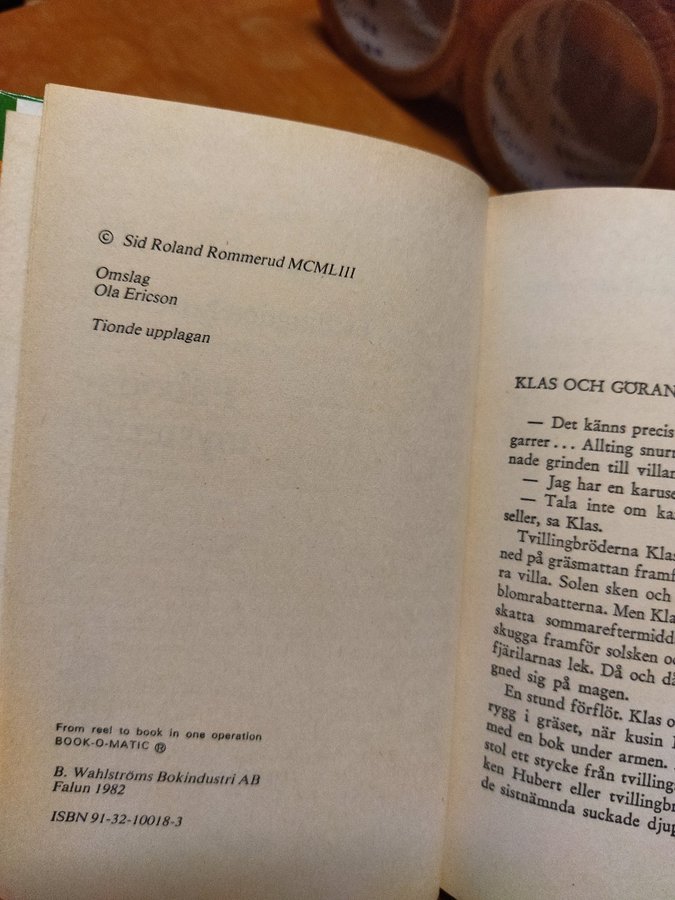 © Sid Roland Rommerud MCMLIII
Omslag
Ola Ericson
Tionde upplagan
From reel to book in one operation
BOOK-O-MATIC ®
B. Wahlströms Bokindustri AB
Falun 1982
ISBN 91-32-10018-3
KLAS OCH GÖRAN
— Det känns precis
garrer... Allting snurr
nade grinden till villan
— Jag har en karuse
— Tala inte om ka
seller, sa Klas.
Tvillingbröderna Klas
ned på gräsmattan framf
ra villa. Solen sken och
blomrabatterna. Men Kla
skatta sommareftermidd
skugga framför solsken oc
fjärilarnas lek. Då och då
gned sig på magen.
En stund förflöt. Klas o
rygg i gräset, när kusin
med en bok under armen.
stol ett stycke från tvilling
ken Hubert eller tvillingbr
de sistnämnda suckade djup